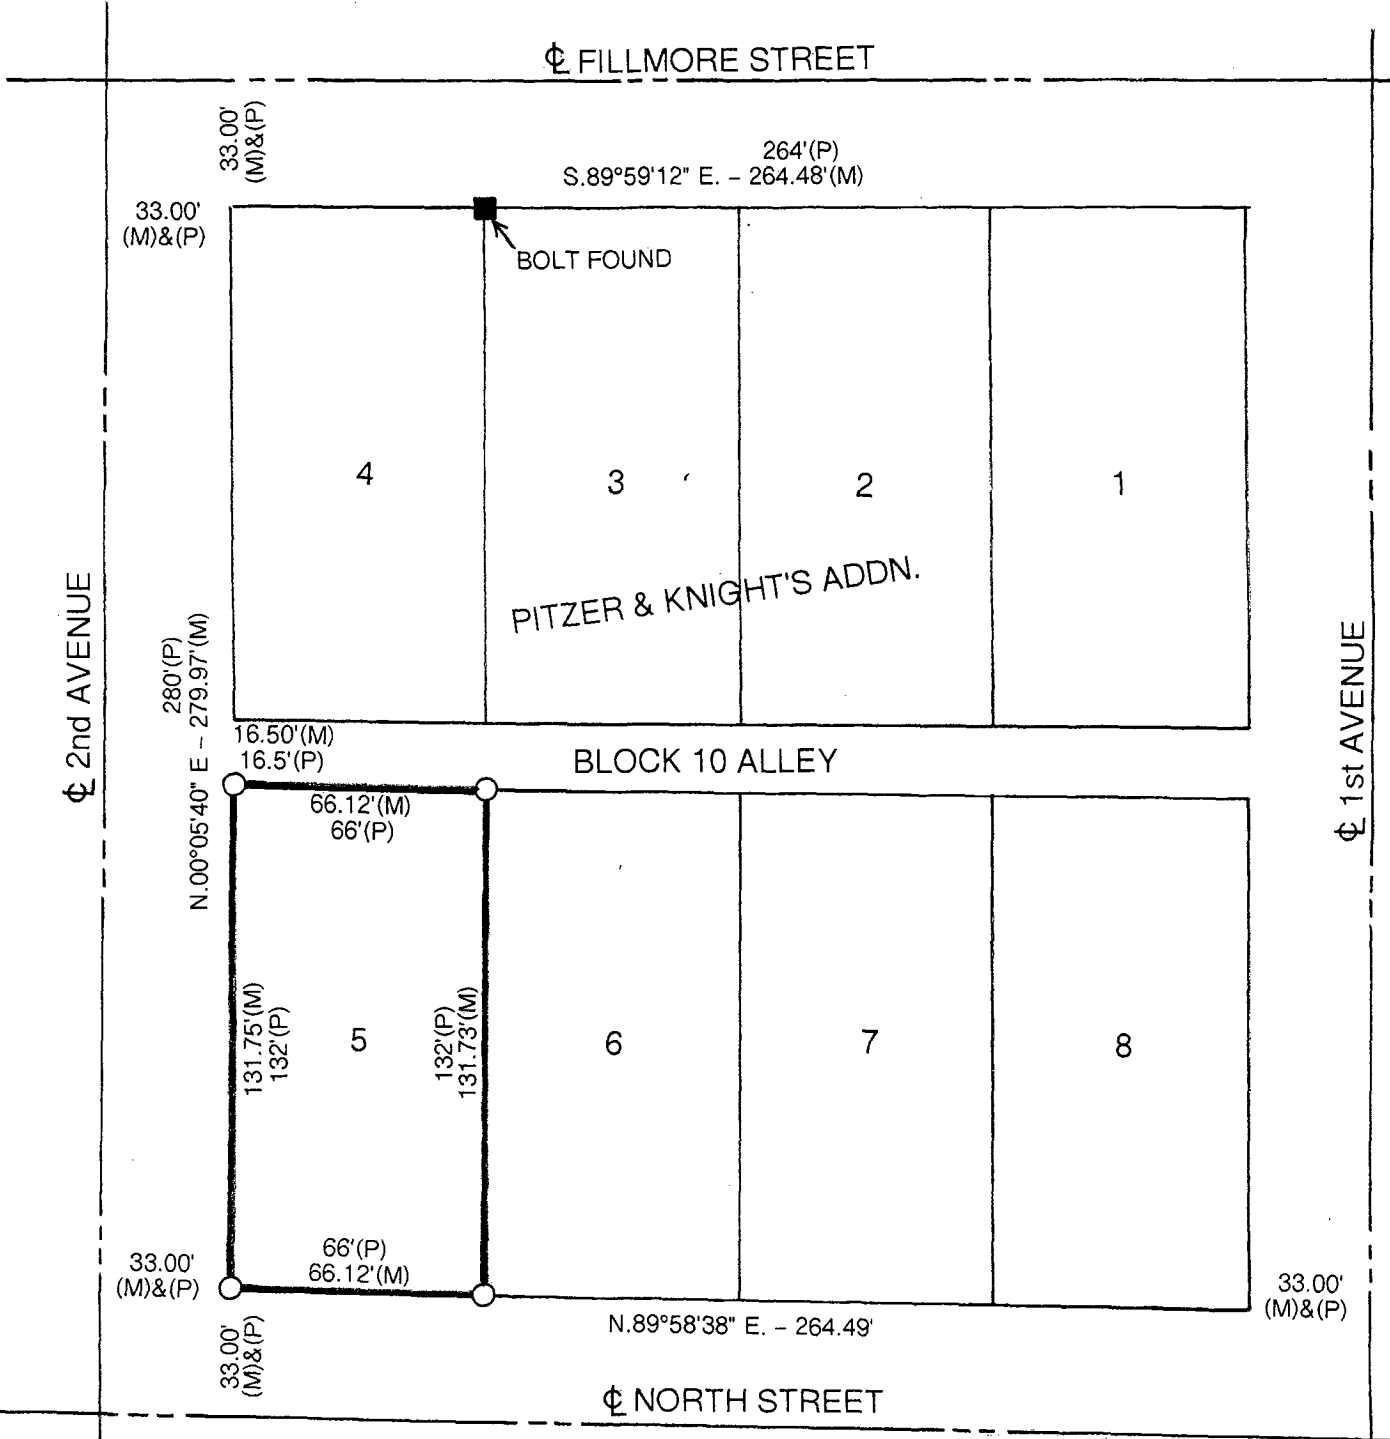 ℄ FILLMORE STREET
33.00'
(M)&(P)
264'(P)
S.89°59'12" E. – 264.48'(M)
33.00'
(M)&(P)
BOLT FOUND
4
3
2
1
PITZER & KNIGHT'S ADDN.
℄ 2nd AVENUE
280'(P)
N.00°05'40" E – 279.97'(M)
℄ 1st AVENUE
16.50'(M)
16.5'(P)
BLOCK 10 ALLEY
66.12'(M)
66'(P)
131.75'(M)
132'(P)
5
132'(P)
131.73'(M)
6
7
8
66'(P)
66.12'(M)
33.00'
(M)&(P)
33.00'
(M)&(P)
N.89°58'38" E. – 264.49'
33.00'
(M)&(P)
℄ NORTH STREET